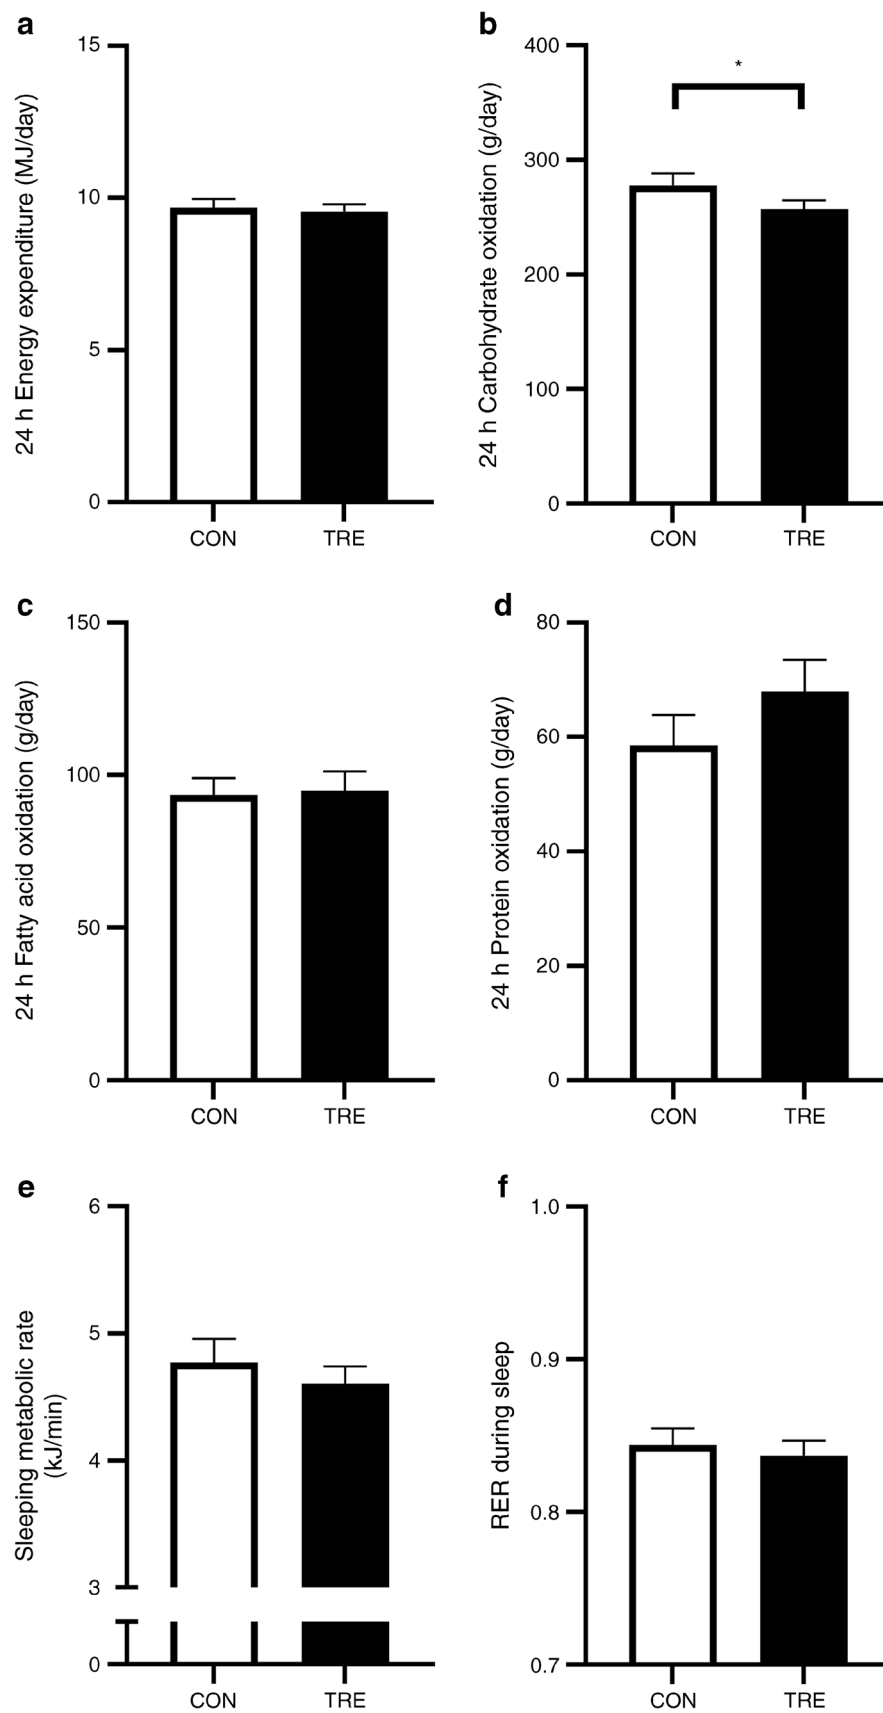 a
24 h Energy expenditure (MJ/day)
15
10
5
0
CON TRE
b
24 h Carbohydrate oxidation (g/day)
400
300
200
100
0
*
CON TRE
c
24 h Fatty acid oxidation (g/day)
150
100
50
0
CON TRE
d
24 h Protein oxidation (g/day)
80
60
40
20
0
CON TRE
e
Sleeping metabolic rate
(kJ/min)
6
5
4
3
0
CON TRE
f
RER during sleep
1.0
0.9
0.8
0.7
CON TRE